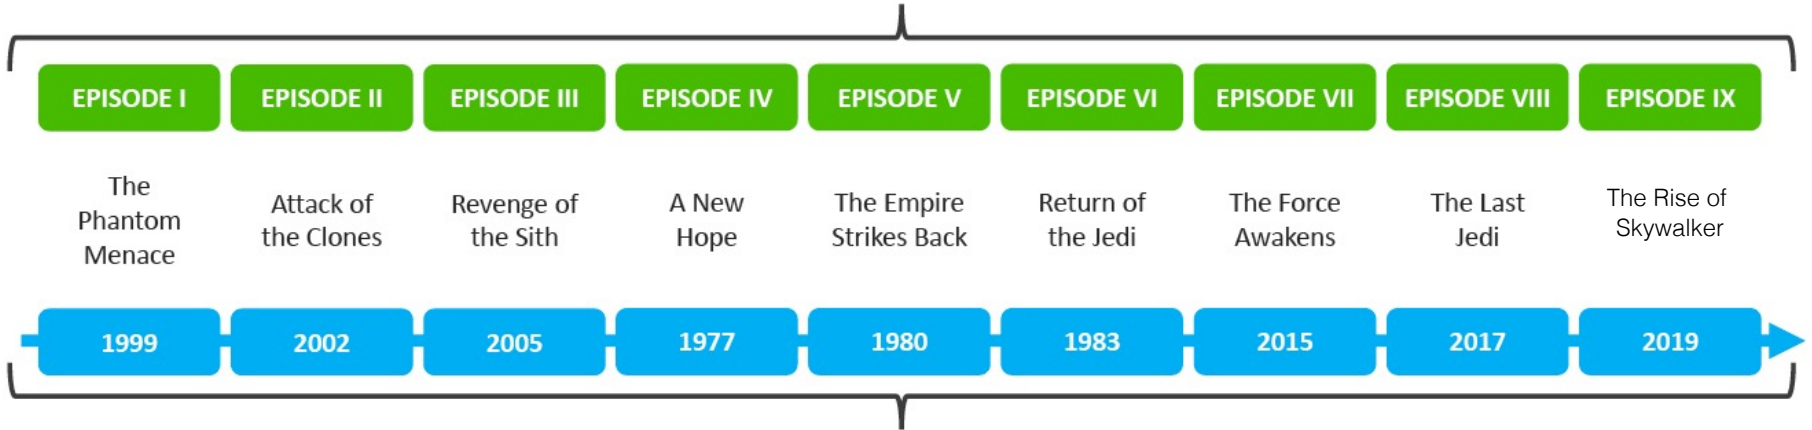 EPISODE I
EPISODE II
EPISODE III
EPISODE IV
EPISODE V
EPISODE VI
EPISODE VII
EPISODE VIII
EPISODE IX
The
Phantom
Menace
Attack of
the Clones
Revenge of
the Sith
A New
Hope
The Empire
Strikes Back
Return of
the Jedi
The Force
Awakens
The Last
Jedi
The Rise of
Skywalker
1999
2002
2005
1977
1980
1983
2015
2017
2019